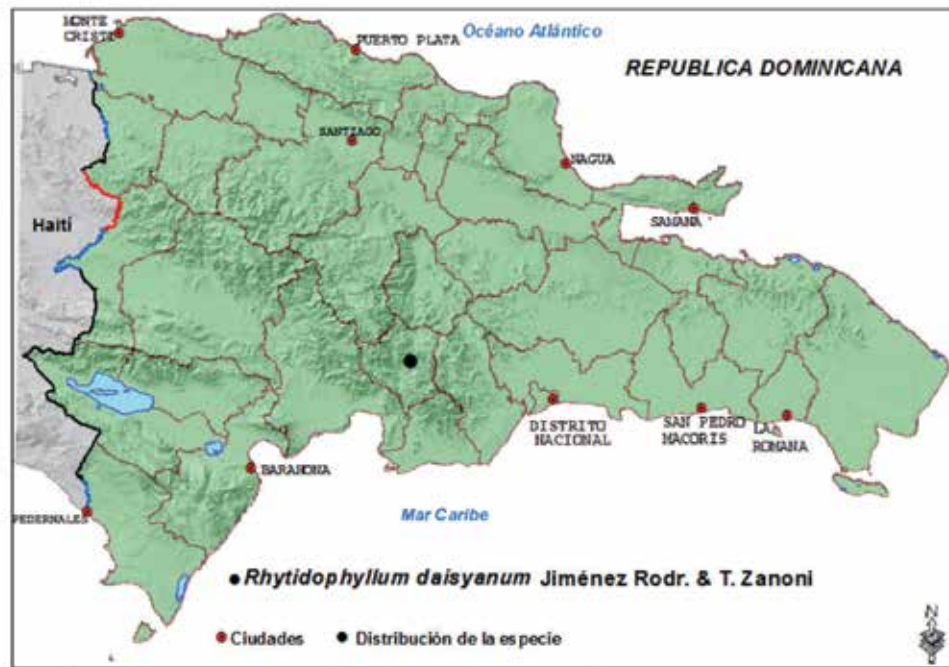 MONTE
CRISTI
PUERTO PLATA
Océano Atlántico
REPUBLICA DOMINICANA
SANTIAGO
NAGUA
SAMANA
Haití
DISTRITO
NACIONAL
SAN PEDRO
MACORIS
LA
ROMANA
BARAHONA
PEDERNALES
Mar Caribe
Rhytidophyllum daisyanum Jiménez Rodr. & T. Zanoni
Ciudades
Distribución de la especie
N